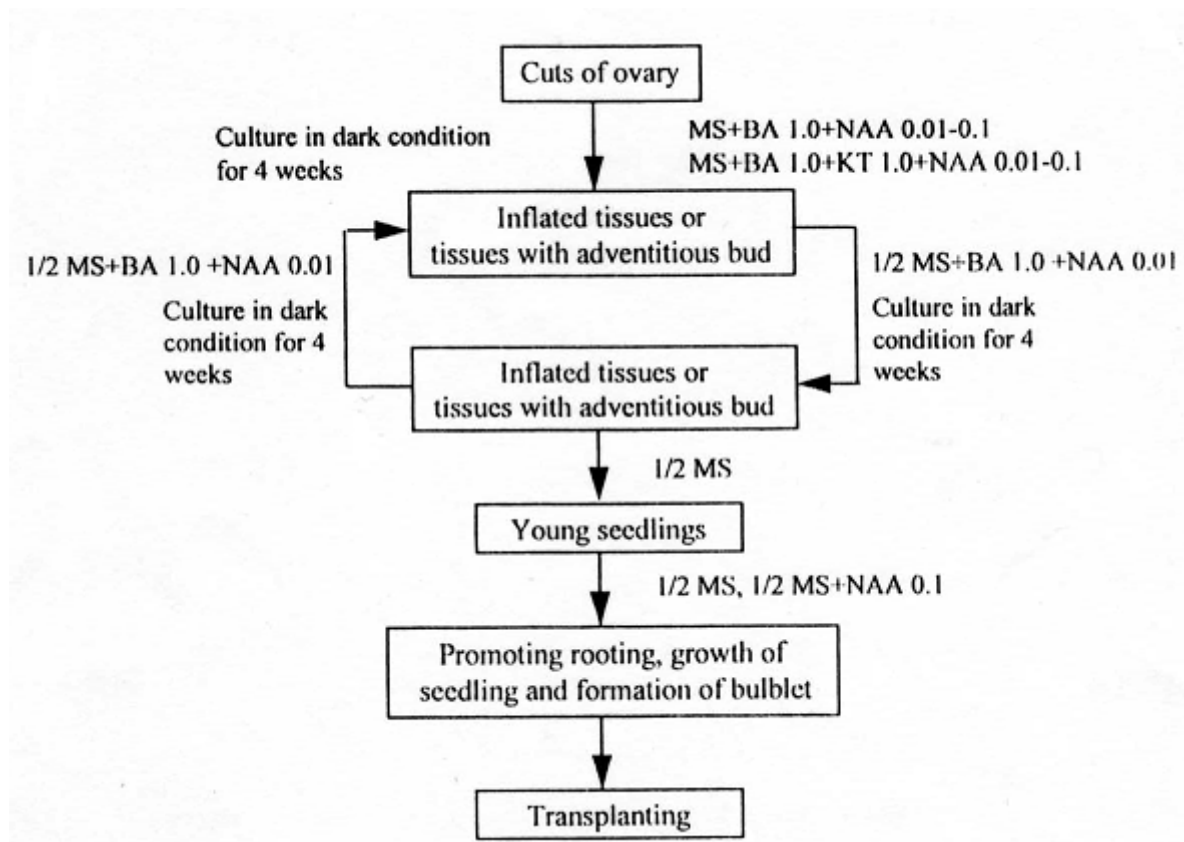 Cuts of ovary
Culture in dark condition
for 4 weeks
MS+BA 1.0+NAA 0.01-0.1
MS+BA 1.0+KT 1.0+NAA 0.01-0.1
Inflated tissues or
tissues with adventitious bud
1/2 MS+BA 1.0 +NAA 0.01
Culture in dark
condition for 4
weeks
1/2 MS+BA 1.0 +NAA 0.01
Culture in dark
condition for 4
weeks
Inflated tissues or
tissues with adventitious bud
1/2 MS
Young seedlings
1/2 MS, 1/2 MS+NAA 0.1
Promoting rooting, growth of
seedling and formation of bulblet
Transplanting